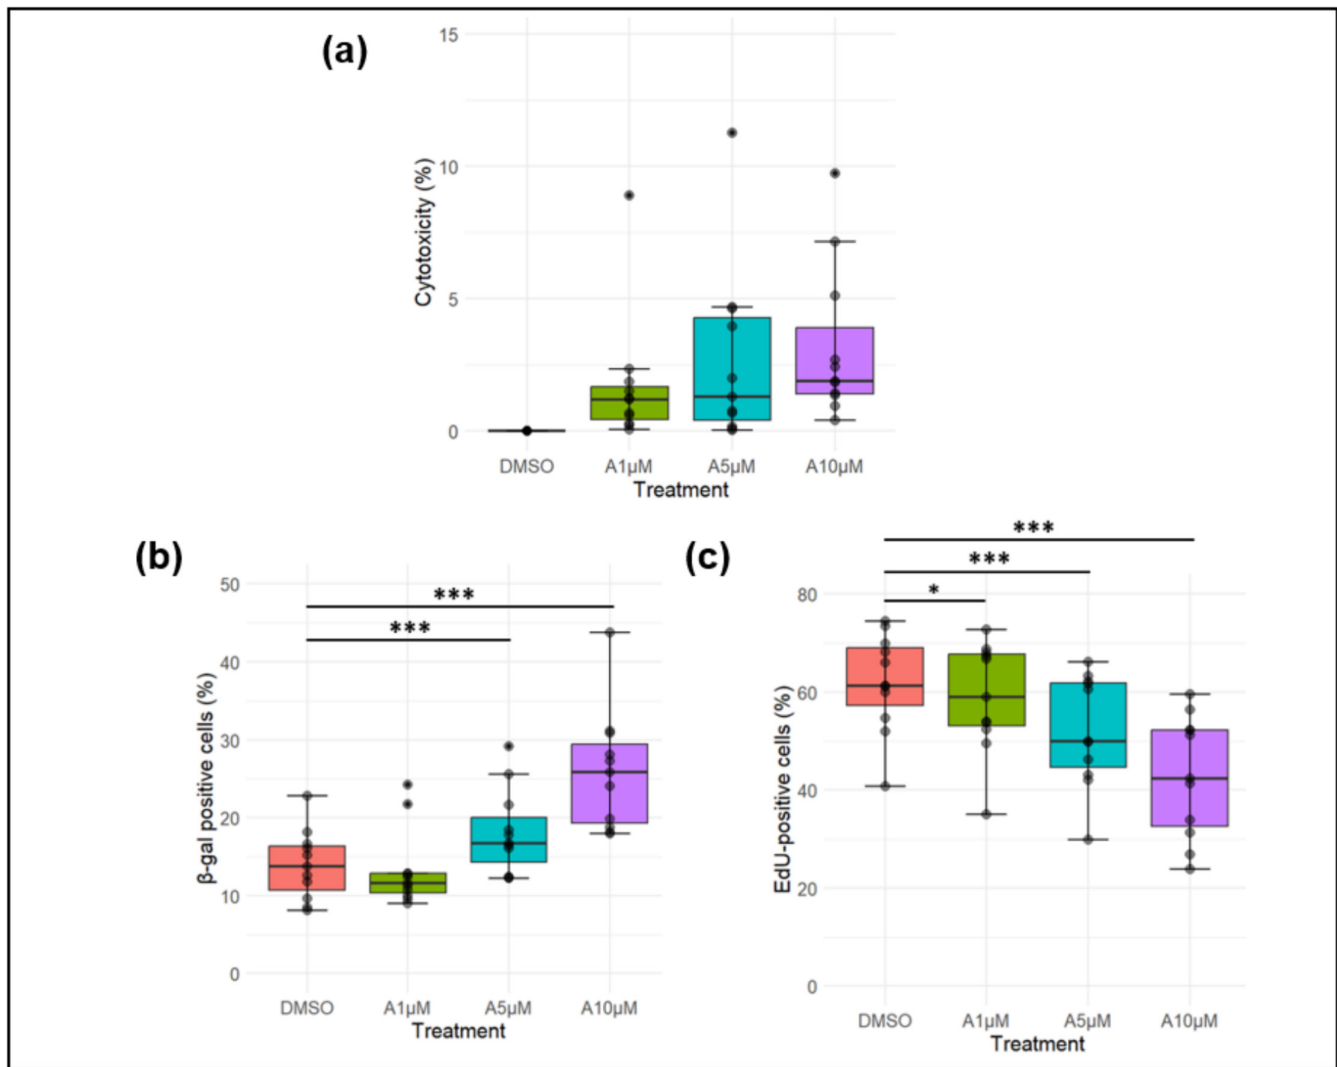 (a)
15
10
5
0
Cytotoxicity (%)
DMSO A1µM A5µM A10µM
Treatment
(b)
50
40
30
20
10
0
β-gal positive cells (%)
***
***
DMSO A1µM A5µM A10µM
Treatment
(c)
***
***
*
80
60
40
20
0
EdU-positive cells (%)
DMSO A1µM A5µM A10µM
Treatment